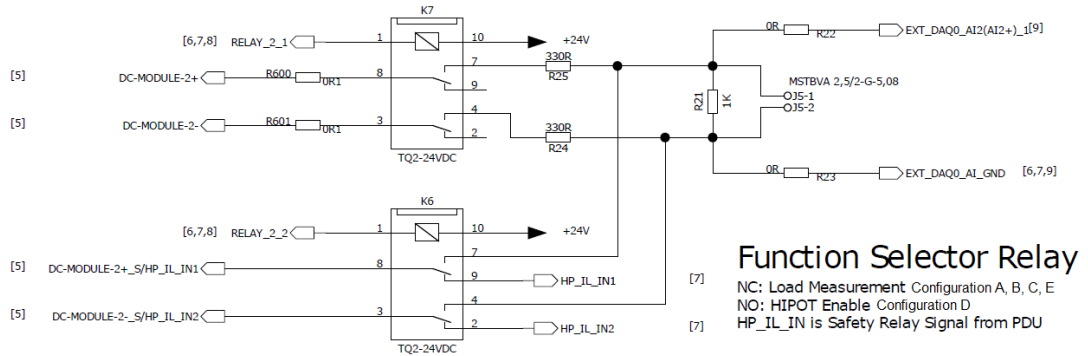 K7
[6,7,8] RELAY_2_1 1 10 +24V
0R R22 EXT_DAQ0_AI2(AI2+)_1 [9]
[5] DC-MODULE-2+ R600 0R1 8 7 9 330R R25
MSTBVA 2,5/2-G-5,08
R21 1K J5-1
J5-2
[5] DC-MODULE-2- R601 0R1 3 4 2 330R R24
TQ2-24VDC
0R R23 EXT_DAQ0_AI_GND [6,7,9]
K6
[6,7,8] RELAY_2_2 1 10 +24V
[5] DC-MODULE-2+_S/HP_IL_IN1 8 7 9 HP_IL_IN1 [7]
[5] DC-MODULE-2-_S/HP_IL_IN2 3 4 2 HP_IL_IN2 [7]
TQ2-24VDC
Function Selector Relay
NC: Load Measurement Configuration A, B, C, E
NO: HIPOT Enable Configuration D
HP_IL_IN is Safety Relay Signal from PDU